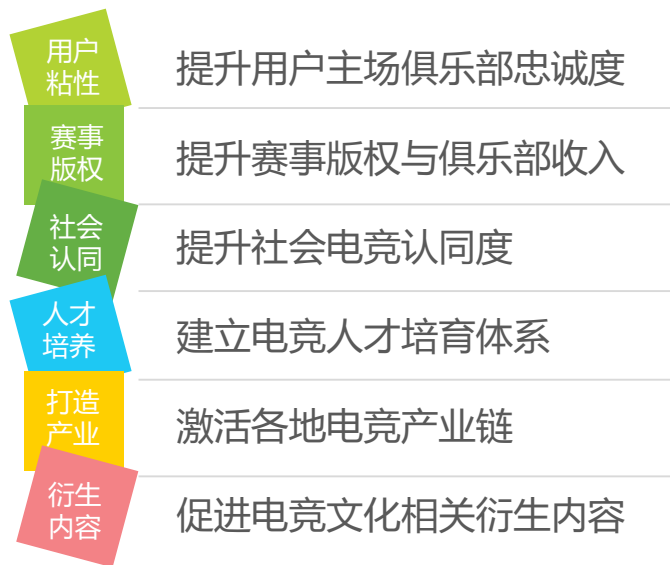 用户
粘性
提升用户主场俱乐部忠诚度
赛事
版权
提升赛事版权与俱乐部收入
社会
认同
提升社会电竞认同度
人才
培养
建立电竞人才培育体系
打造
产业
激活各地电竞产业链
衍生
内容
促进电竞文化相关衍生内容